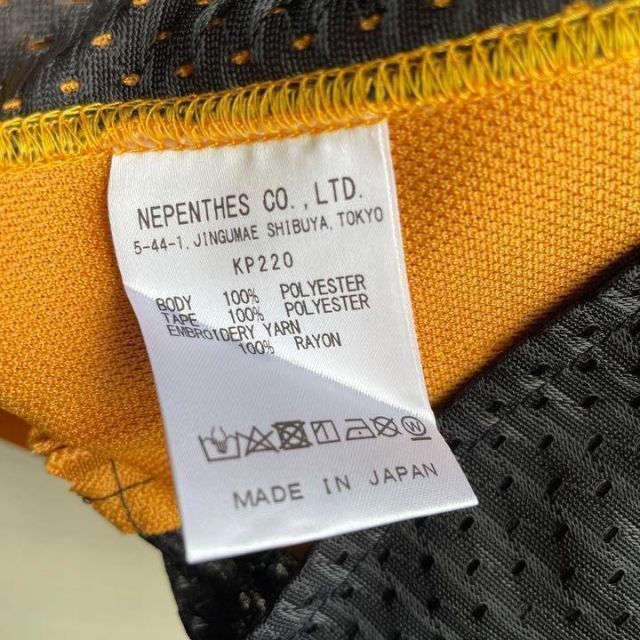 NEPENTHES CO.,LTD.
5-44-1, JINGUMAE SHIBUYA, TOKYO
KP220
BODY 100% POLYESTER
TAPE 100% POLYESTER
EMBROIDERY YARN
100% RAYON
MADE IN JAPAN